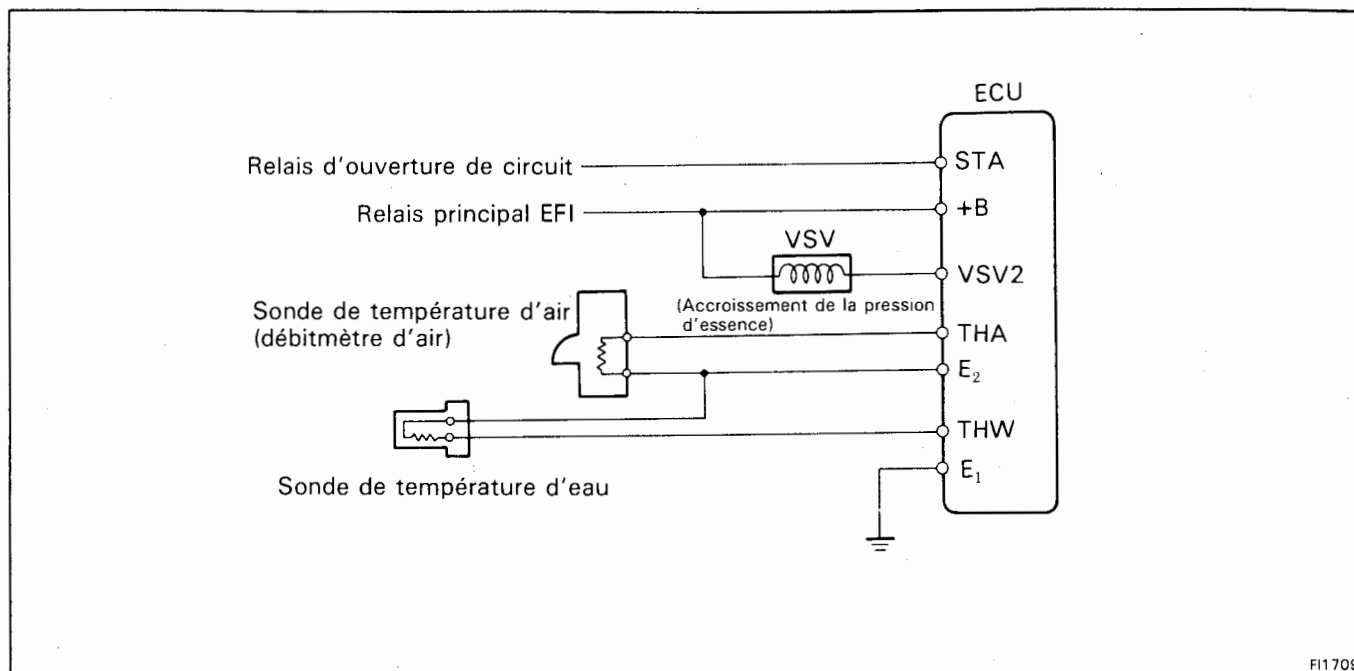 ECU
Relais d'ouverture de circuit
STA
Relais principal EFI
+B
VSV
VSV2
(Accroissement de la pression
d'essence)
Sonde de température d'air
(débitmètre d'air)
THA
E₂
THW
E₁
Sonde de température d'eau
FI1709